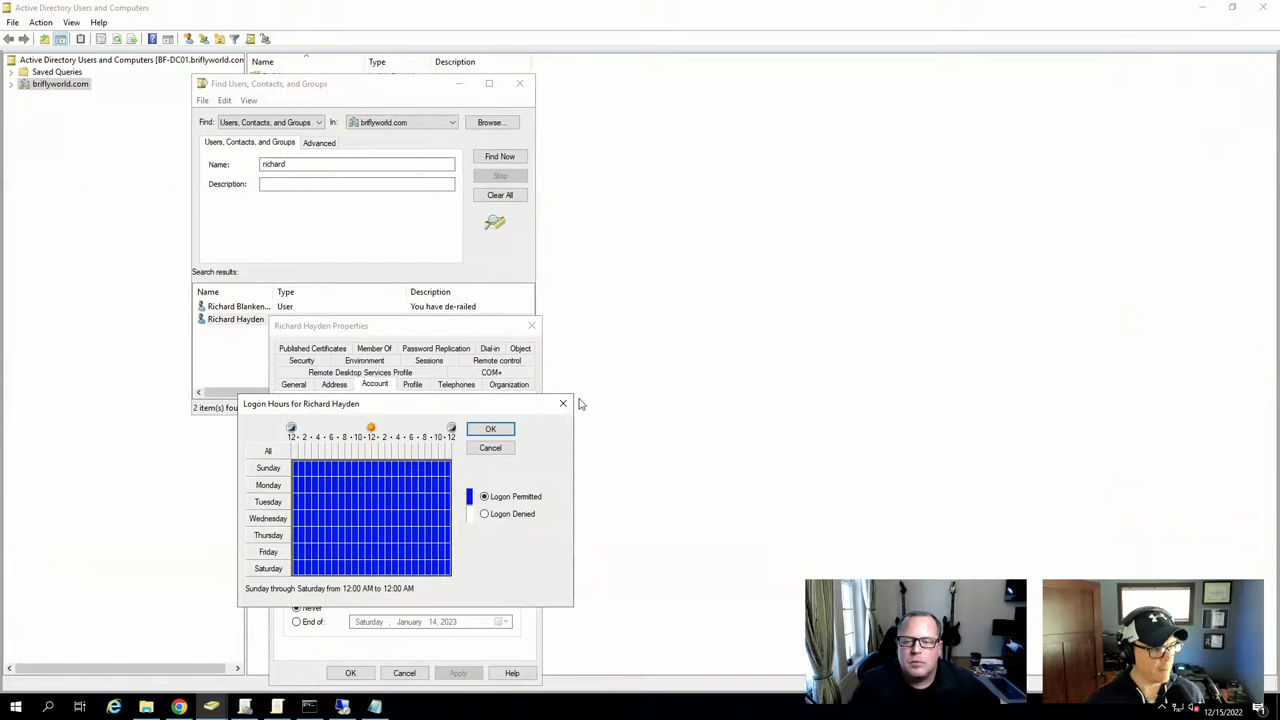 Active Directory Users and Computers
File Action View Help
Active Directory Users and Computers [BF-DC01.briflyworld.con
Saved Queries
briflyworld.com
Name Type Description
Find Users, Contacts, and Groups
File Edit View
Find: Users, Contacts, and Groups In: briflyworld.com Browse...
Users, Contacts, and Groups Advanced
Name: richard
Description:
Find Now
Stop
Clear All
Search results:
Name Type Description
Richard Blanken... User You have de-railed
Richard Hayden
2 item(s) fou
Richard Hayden Properties
Published Certificates Member Of Password Replication Dial-in Object
Security Environment Sessions Remote control
Remote Desktop Services Profile COM+
General Address Account Profile Telephones Organization
Logon Hours for Richard Hayden
12 · 2 · 4 · 6 · 8 · 10 · 12 · 2 · 4 · 6 · 8 · 10 · 12
All
Sunday
Monday
Tuesday
Wednesday
Thursday
Friday
Saturday
OK
Cancel
Logon Permitted
Logon Denied
Sunday through Saturday from 12:00 AM to 12:00 AM
Never
End of: Saturday , January 14, 2023
OK Cancel Apply Help
12/15/2022